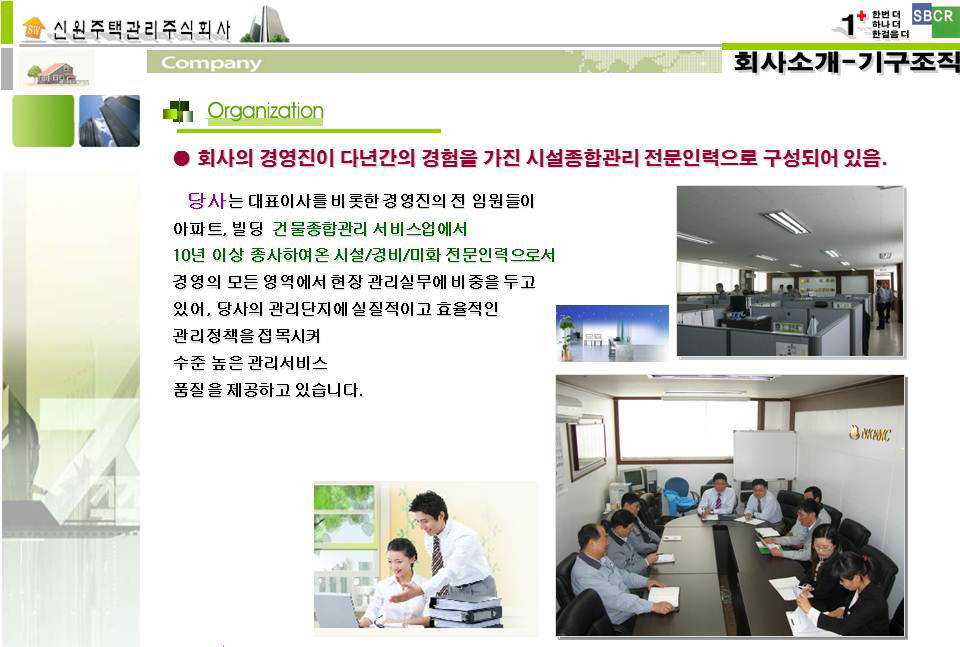 SW 신원주택관리주식회사
1+ 한번 더
하나 더
한걸음 더
SBCR
Company
회사소개-기구조직
Organization
● 회사의 경영진이 다년간의 경험을 가진 시설종합관리 전문인력으로 구성되어 있음.
당사는 대표이사를 비롯한 경영진의 전 임원들이
아파트, 빌딩 건물종합관리 서비스업에서
10년 이상 종사하여온 시설/경비/미화 전문인력으로서
경영의 모든 영역에서 현장 관리실무에 비중을 두고
있어, 당사의 관리단지에 실질적이고 효율적인
관리정책을 접목시켜
수준 높은 관리서비스
품질을 제공하고 있습니다.